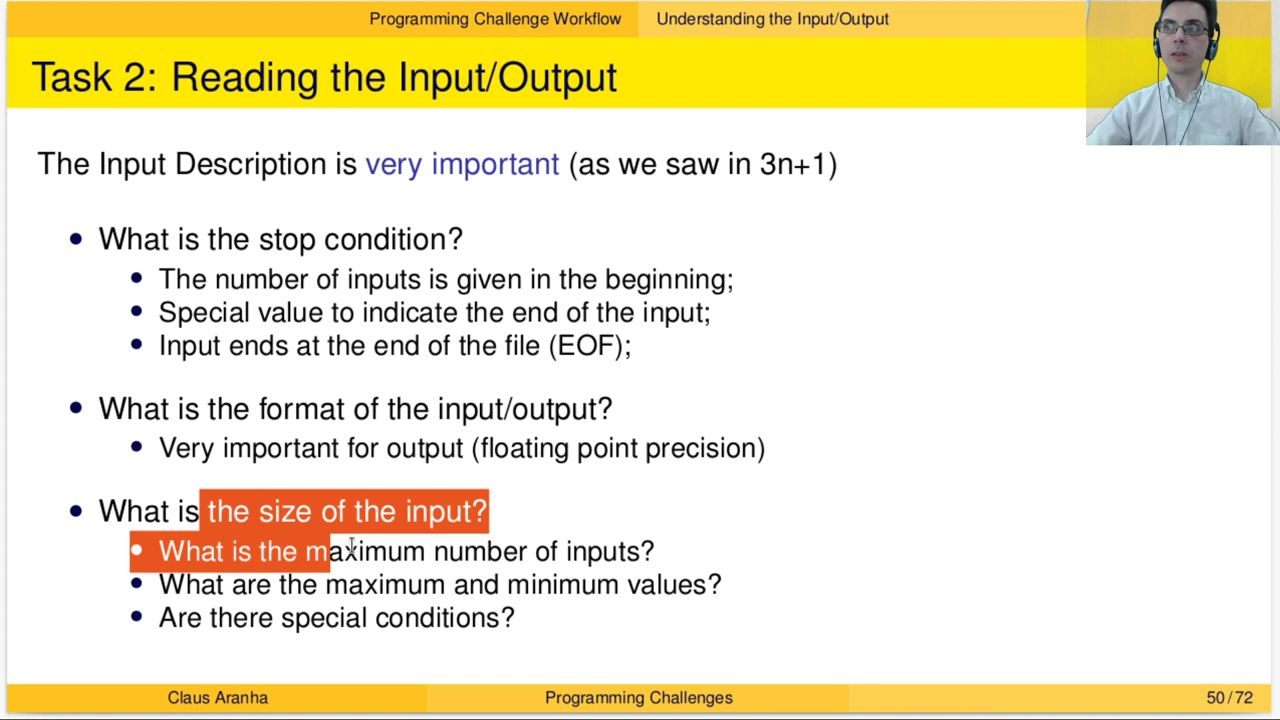 Programming Challenge Workflow Understanding the Input/Output
Task 2: Reading the Input/Output
The Input Description is very important (as we saw in 3n+1)
• What is the stop condition?
• The number of inputs is given in the beginning;
• Special value to indicate the end of the input;
• Input ends at the end of the file (EOF);
• What is the format of the input/output?
• Very important for output (floating point precision)
• What is the size of the input?
• What is the maximum number of inputs?
• What are the maximum and minimum values?
• Are there special conditions?
Claus Aranha Programming Challenges 50/72